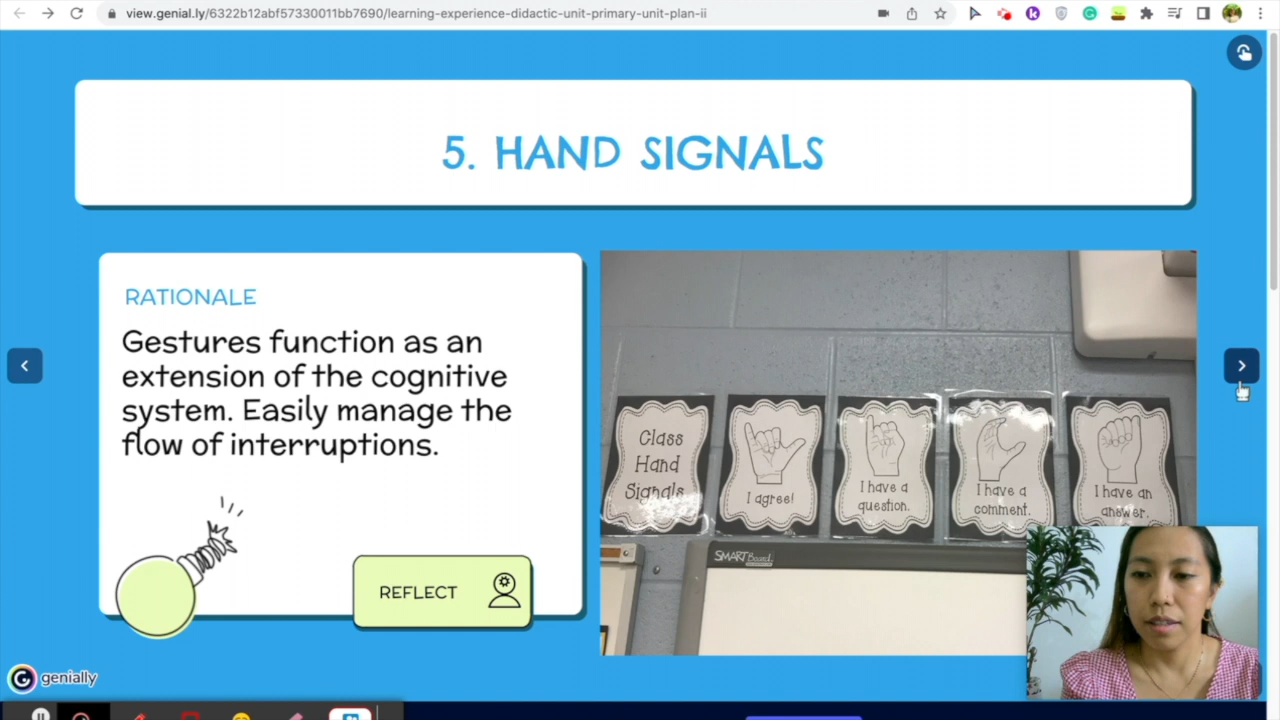 view.genial.ly/6322b12abf57330011bb7690/learning-experience-didactic-unit-primary-unit-plan-ii
5. HAND SIGNALS
RATIONALE
Gestures function as an
extension of the cognitive
system. Easily manage the
flow of interruptions.
REFLECT
Class
Hand
Signals
I agree!
I have a
question.
I have a
comment.
I have an
answer.
SMART Board
genially